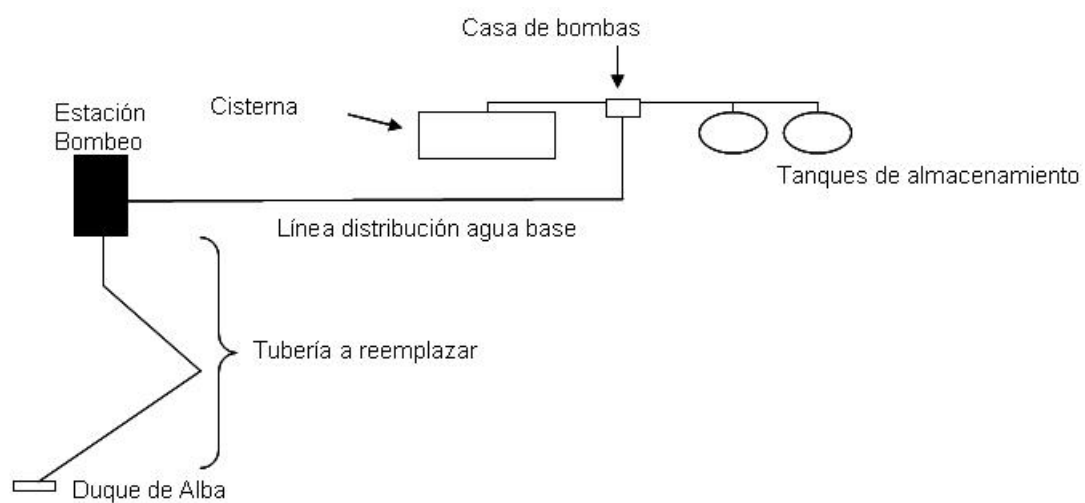 Casa de bombas
Cisterna
Estación
Bombeo
Tanques de almacenamiento
Línea distribución agua base
Tubería a reemplazar
Duque de Alba